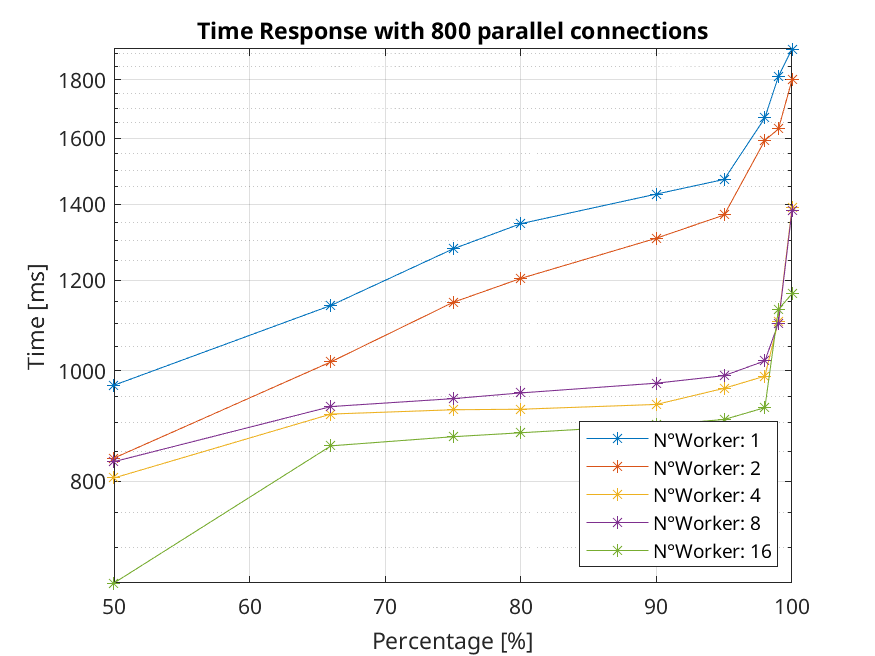 Time Response with 800 parallel connections
1800
1600
1400
1200
1000
800
Time [ms]
50
60
70
80
90
100
Percentage [%]
N°Worker: 1
N°Worker: 2
N°Worker: 4
N°Worker: 8
N°Worker: 16